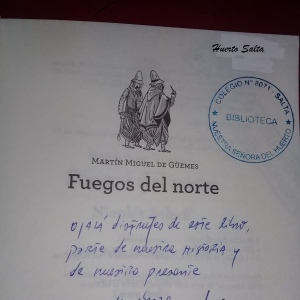 Huerto Salta
COLEGIO N° 8071 - SALTA
BIBLIOTECA
NUESTRA SEÑORA DEL HUERTO
MARTÍN MIGUEL DE GÜEMES
Fuegos del norte
Ojalá disfrutes de este libro,
parte de nuestra historia y
de nuestro presente